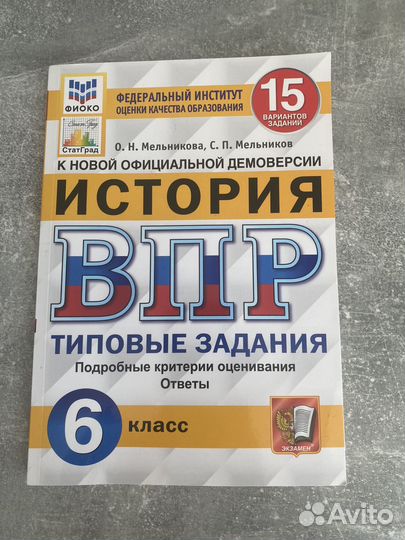 ФИОКО
ФЕДЕРАЛЬНЫЙ ИНСТИТУТ
ОЦЕНКИ КАЧЕСТВА ОБРАЗОВАНИЯ
15
ВАРИАНТОВ
ЗАДАНИЙ
СтатГрад
О. Н. Мельникова, С. П. Мельников
К НОВОЙ ОФИЦИАЛЬНОЙ ДЕМОВЕРСИИ
ИСТОРИЯ
ВПР
ТИПОВЫЕ ЗАДАНИЯ
Подробные критерии оценивания
Ответы
6 класс
ЭКЗАМЕН
Avito